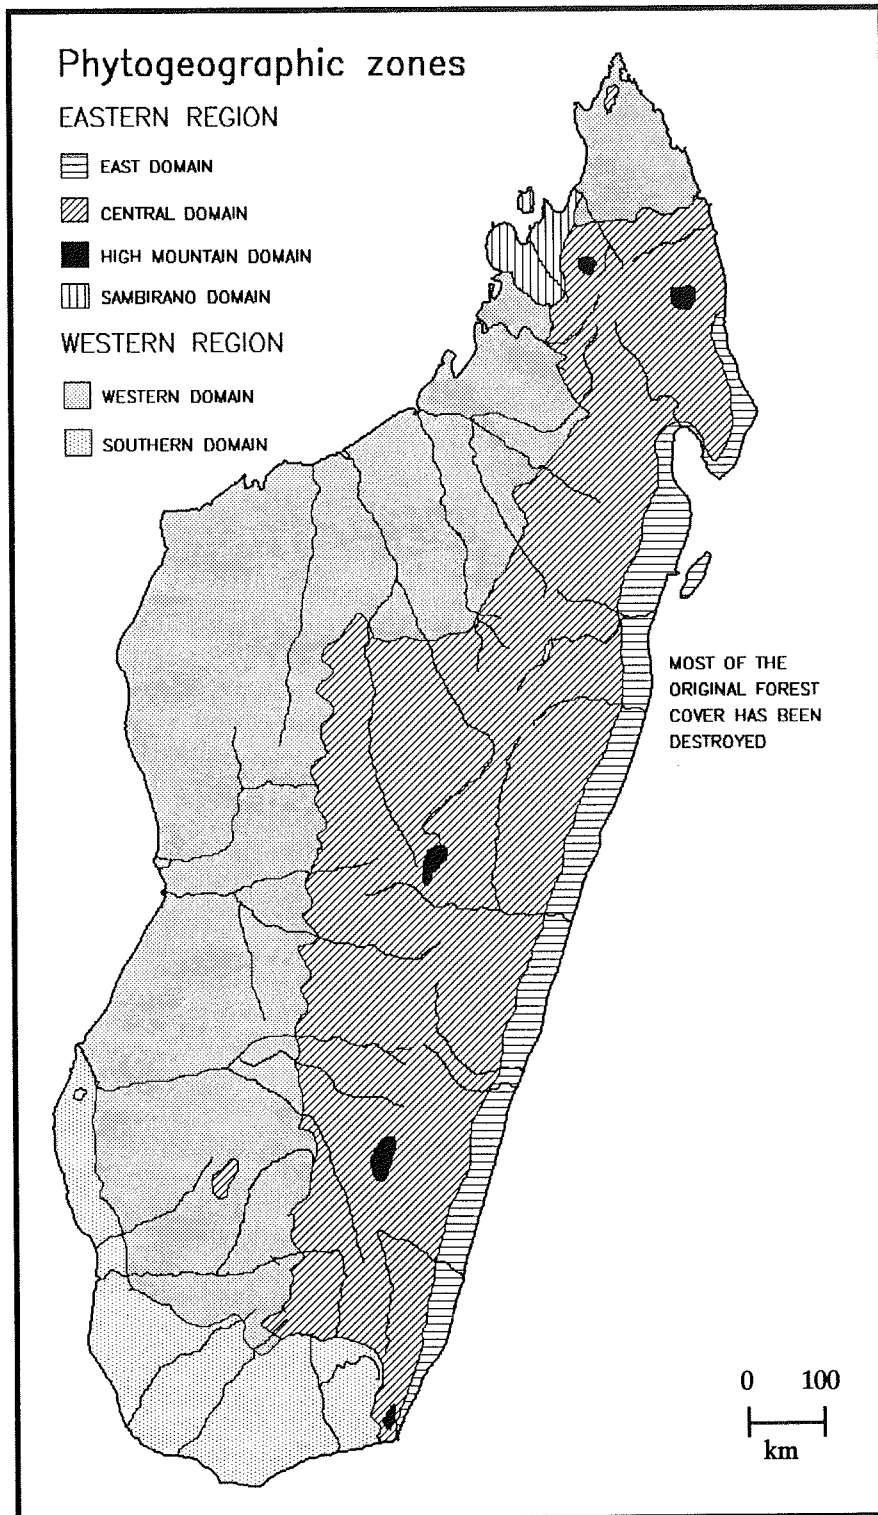 Phytogeographic zones
EASTERN REGION
EAST DOMAIN
CENTRAL DOMAIN
HIGH MOUNTAIN DOMAIN
SAMBIRANO DOMAIN
WESTERN REGION
WESTERN DOMAIN
SOUTHERN DOMAIN
MOST OF THE
ORIGINAL FOREST
COVER HAS BEEN
DESTROYED
0 100
km